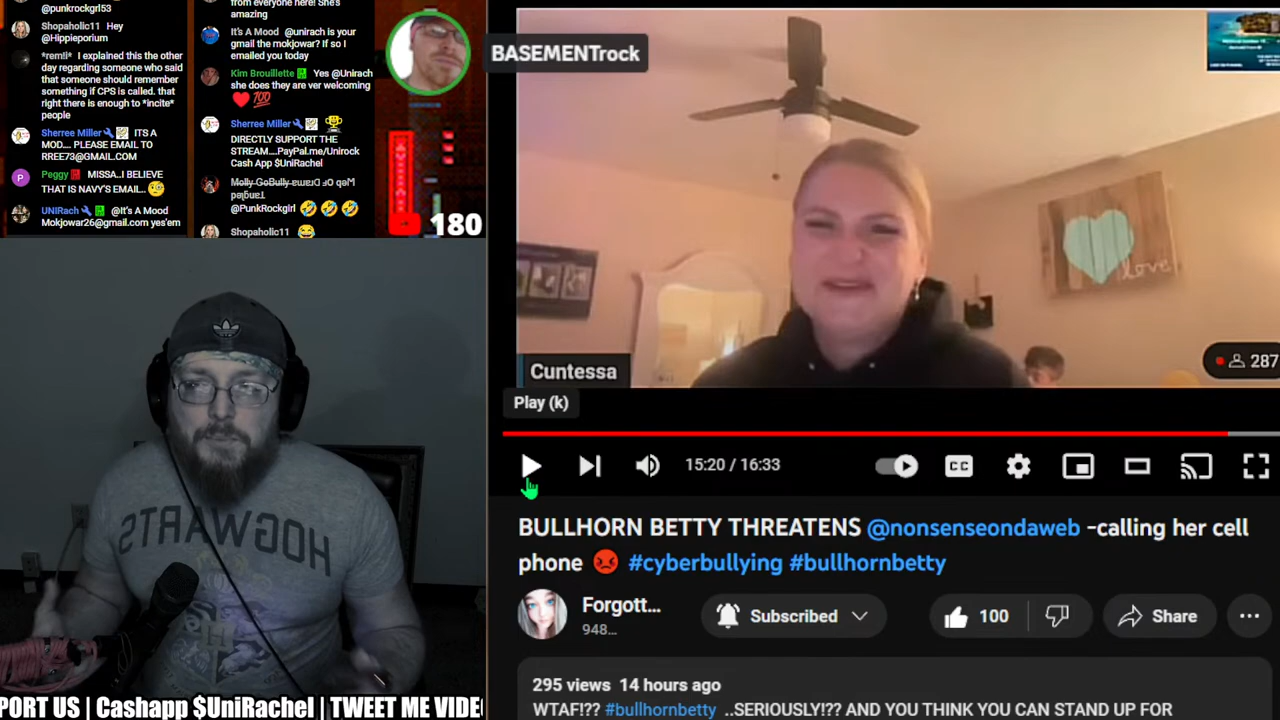 @punkrockgrl53
Shopaholic11 Hey
@Hippieporium
*remli* I explained this the other
day regarding someone who said
that someone should remember
something if CPS is called. that
right there is enough to *incite*
people
Sherree Miller ITS A
MOD.... PLEASE EMAIL TO
RREE73@GMAIL.COM
Peggy MISSA..I BELIEVE
THAT IS NAVY'S EMAIL..
UNIRach @It's A Mood
Mokjowar26@gmail.com yes'em
from everyone here! She's
amazing
It's A Mood @unirach is your
gmail the mokjowar? If so I
emailed you today
Kim Brouillette Yes @Unirach
she does they are ver welcoming
100
Sherree Miller
DIRECTLY SUPPORT THE
STREAM....PayPal.me/Unirock
Cash App $UniRachel
@PunkRockgirl
Shopaholic11
180
BASEMENTrock
love
Cuntessa
287
Play (k)
15:20 / 16:33
CC
BULLHORN BETTY THREATENS @nonsenseondaweb -calling her cell
phone #cyberbullying #bullhornbetty
Forgott...
948...
Subscribed
100
Share
295 views 14 hours ago
WTAF!?? #bullhornbetty ..SERIOUSLY!?? AND YOU THINK YOU CAN STAND UP FOR
HOGWARTS
PORT US | Cashapp $UniRachel | TWEET ME VIDE